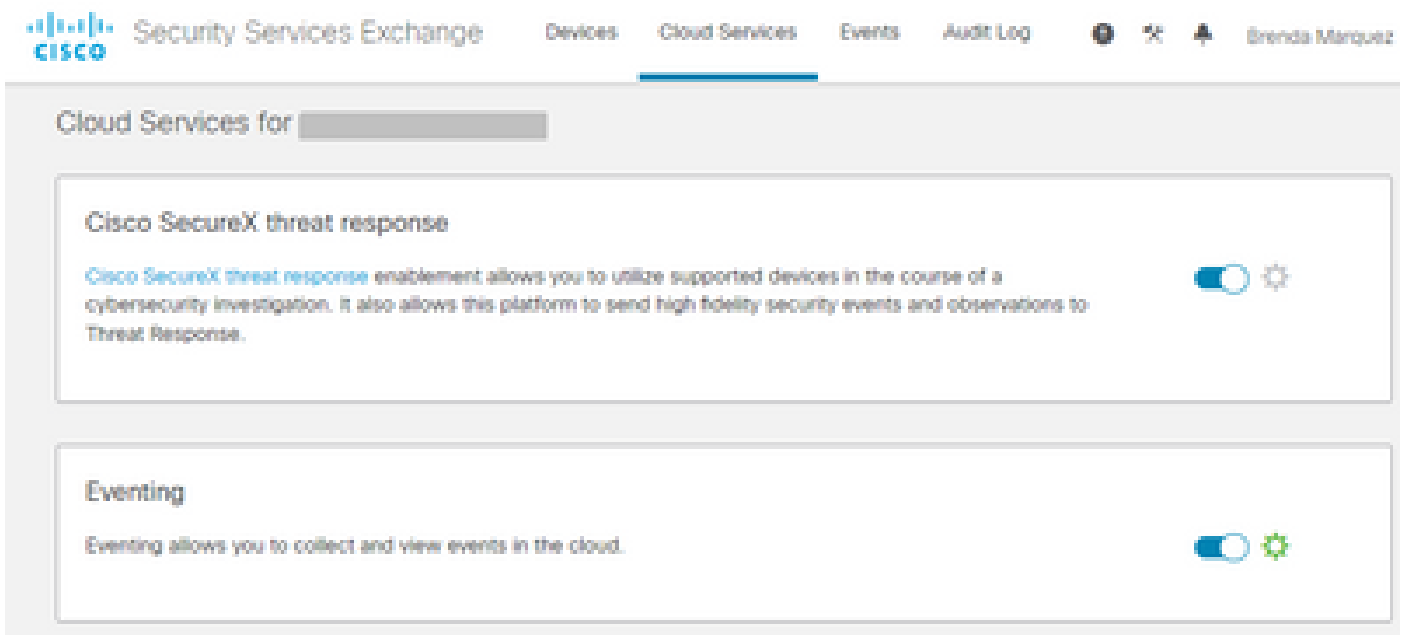 CISCO
Security Services Exchange
Devices
Cloud Services
Events
Audit Log
Brenda Marquez
Cloud Services for
Cisco SecureX threat response
Cisco SecureX threat response enablement allows you to utilize supported devices in the course of a
cybersecurity investigation. It also allows this platform to send high fidelity security events and observations to
Threat Response.
Eventing
Eventing allows you to collect and view events in the cloud.